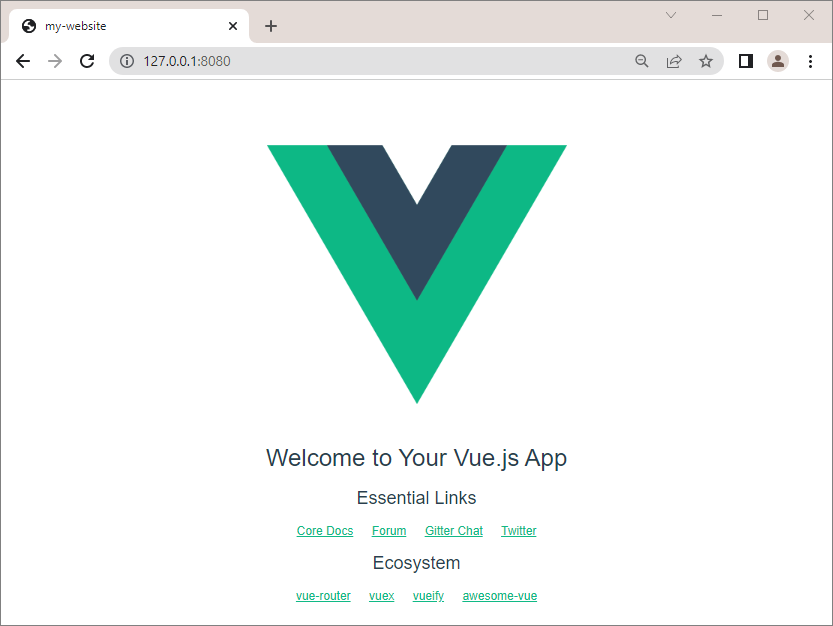 my-website
127.0.0.1:8080
Welcome to Your Vue.js App
Essential Links
Core Docs Forum Gitter Chat Twitter
Ecosystem
vue-router vuex vueify awesome-vue